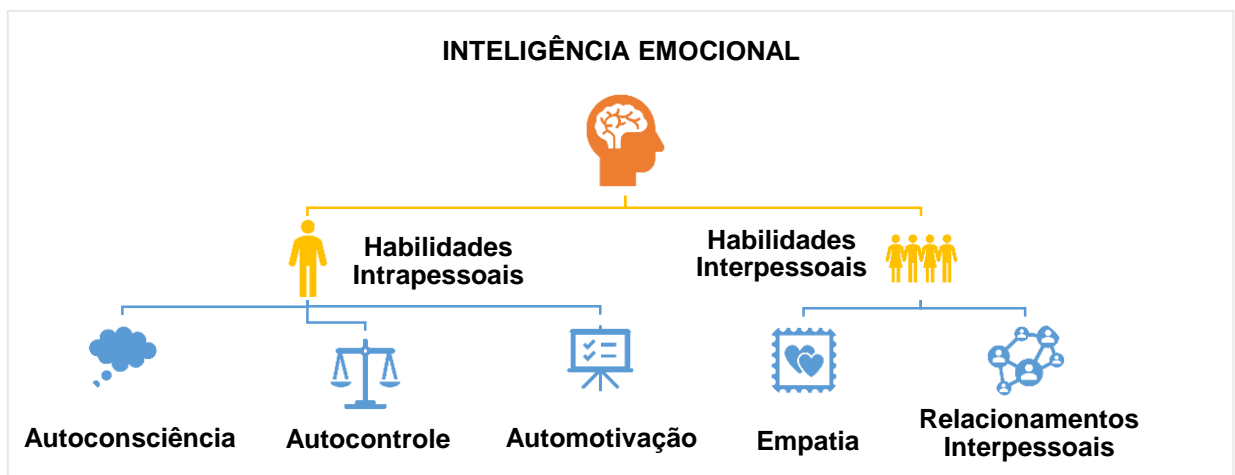 INTELIGÊNCIA EMOCIONAL
Habilidades
Intrapessoais
Habilidades
Interpessoais
Autoconsciência
Autocontrole
Automotivação
Empatia
Relacionamentos
Interpessoais